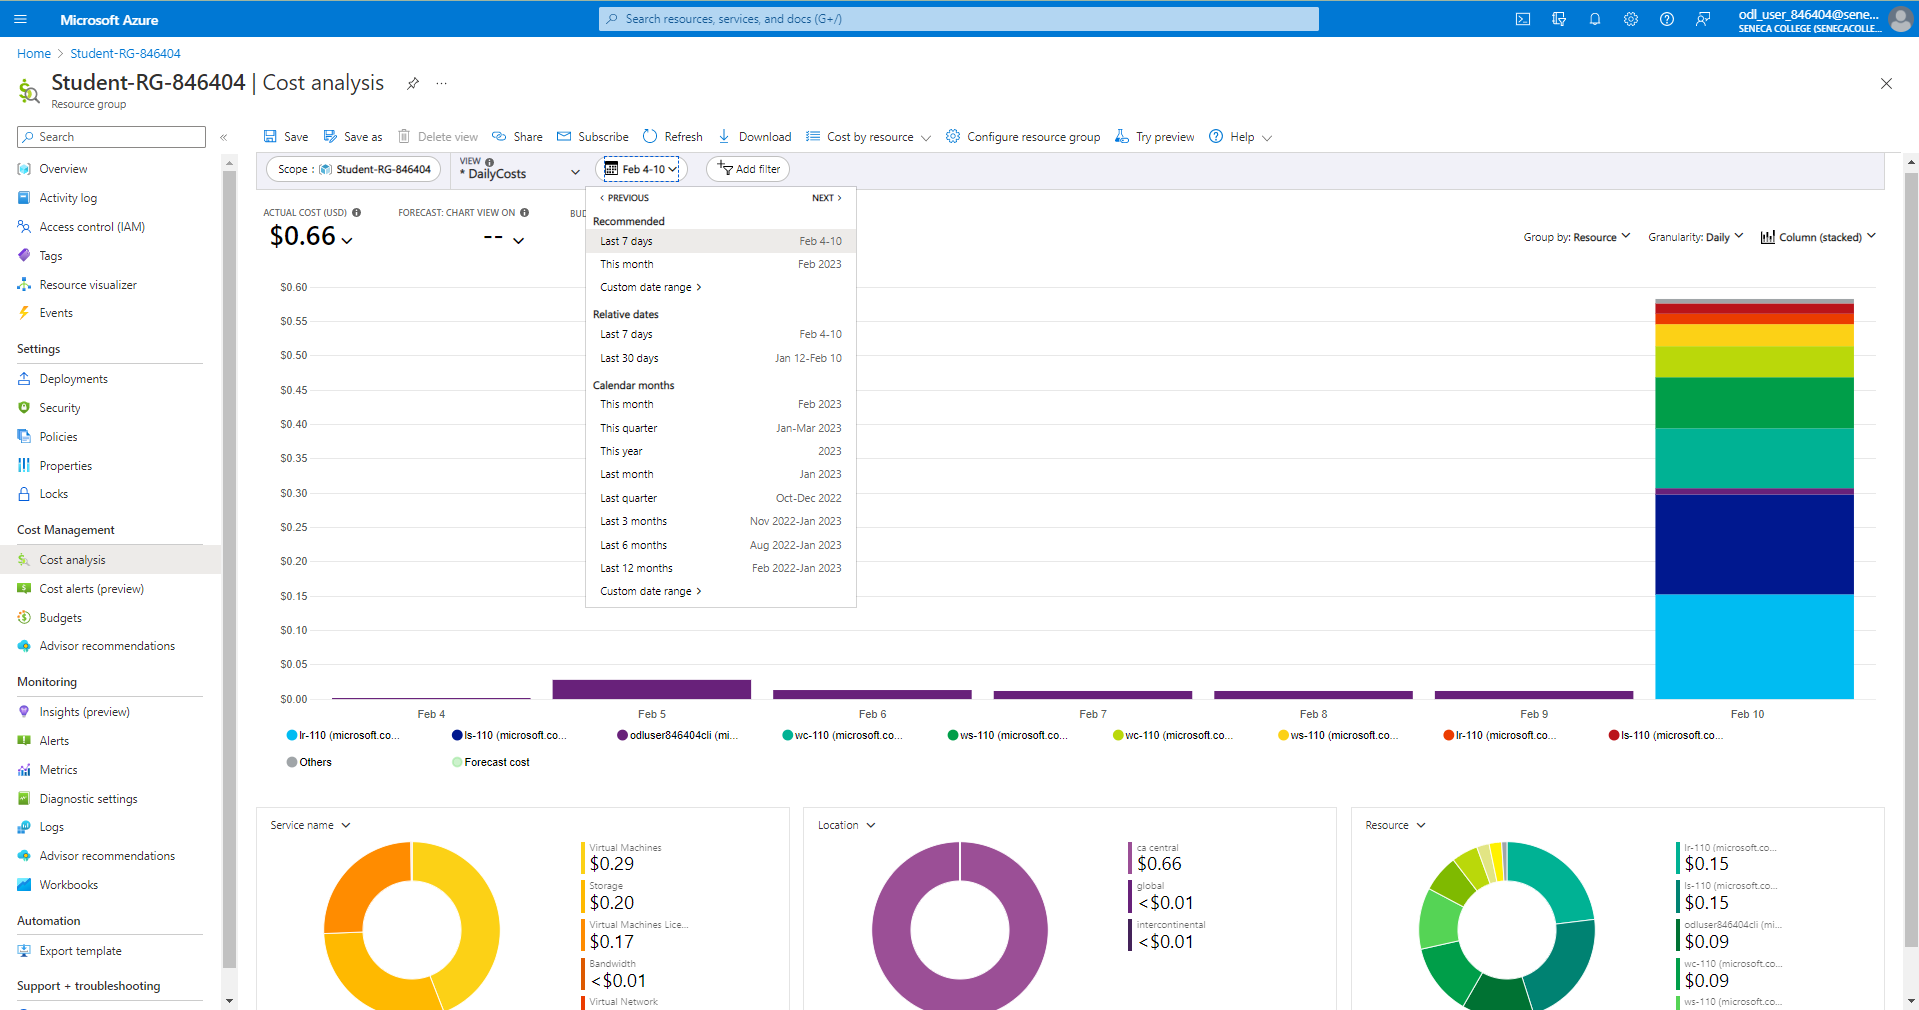 Microsoft Azure
Search resources, services, and docs (G+/)
odl_user_846404@sene...
SENECA COLLEGE (SENECACOLLE...
Home > Student-RG-846404
Student-RG-846404 | Cost analysis
...
Resource group
Search
«
Overview
Activity log
Access control (IAM)
Tags
Resource visualizer
Events
Settings
Deployments
Security
Policies
Properties
Locks
Cost Management
Cost analysis
Cost alerts (preview)
Budgets
Advisor recommendations
Monitoring
Insights (preview)
Alerts
Metrics
Diagnostic settings
Logs
Advisor recommendations
Workbooks
Automation
Export template
Support + troubleshooting
Save
Save as
Delete view
Share
Subscribe
Refresh
Download
Cost by resource
Configure resource group
Try preview
Help
Scope : Student-RG-846404
VIEW
* DailyCosts
Feb 4-10
Add filter
ACTUAL COST (USD)
$0.66
FORECAST: CHART VIEW ON
--
BUD
< PREVIOUS
NEXT >
Recommended
Last 7 days Feb 4-10
This month Feb 2023
Custom date range >
Relative dates
Last 7 days Feb 4-10
Last 30 days Jan 12-Feb 10
Calendar months
This month Feb 2023
This quarter Jan-Mar 2023
This year 2023
Last month Jan 2023
Last quarter Oct-Dec 2022
Last 3 months Nov 2022-Jan 2023
Last 6 months Aug 2022-Jan 2023
Last 12 months Feb 2022-Jan 2023
Custom date range >
Group by: Resource
Granularity: Daily
Column (stacked)
$0.60
$0.55
$0.50
$0.45
$0.40
$0.35
$0.30
$0.25
$0.20
$0.15
$0.10
$0.05
$0.00
Feb 4
Feb 5
Feb 6
Feb 7
Feb 8
Feb 9
Feb 10
lr-110 (microsoft.co...
ls-110 (microsoft.co...
odluser846404cli (mi...
wc-110 (microsoft.co...
ws-110 (microsoft.co...
wc-110 (microsoft.co...
ws-110 (microsoft.co...
lr-110 (microsoft.co...
ls-110 (microsoft.co...
Others
Forecast cost
Service name
Virtual Machines
$0.29
Storage
$0.20
Virtual Machines Lice...
$0.17
Bandwidth
<$0.01
Virtual Network
Location
ca central
$0.66
global
<$0.01
intercontinental
<$0.01
Resource
lr-110 (microsoft.co...
$0.15
ls-110 (microsoft.co...
$0.15
odluser846404cli (mi...
$0.09
wc-110 (microsoft.co...
$0.09
ws-110 (microsoft.co...